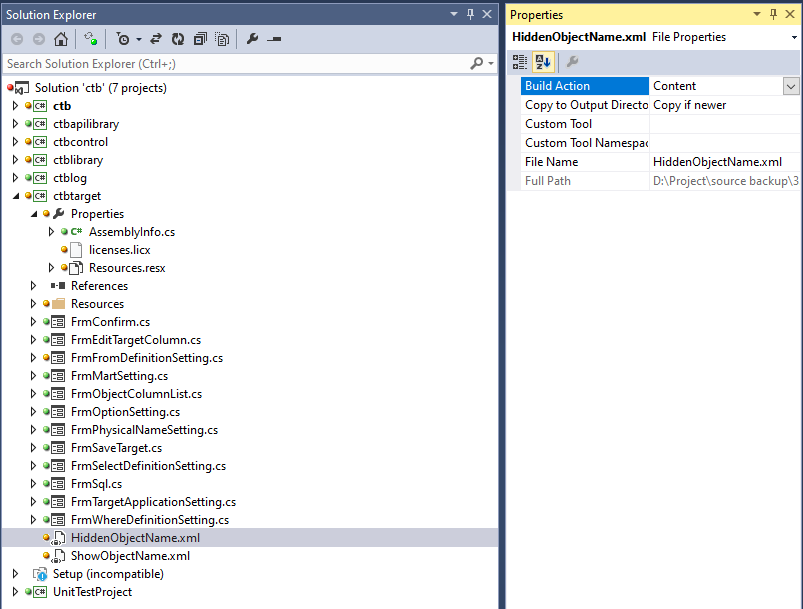 Solution Explorer
Search Solution Explorer (Ctrl+;)
Solution 'ctb' (7 projects)
C# ctb
C# ctbapilibrary
C# ctbcontrol
C# ctblibrary
C# ctblog
C# ctbtarget
Properties
C# AssemblyInfo.cs
licenses.licx
Resources.resx
References
Resources
FrmConfirm.cs
FrmEditTargetColumn.cs
FrmFromDefinitionSetting.cs
FrmMartSetting.cs
FrmObjectColumnList.cs
FrmOptionSetting.cs
FrmPhysicalNameSetting.cs
FrmSaveTarget.cs
FrmSelectDefinitionSetting.cs
FrmSql.cs
FrmTargetApplicationSetting.cs
FrmWhereDefinitionSetting.cs
HiddenObjectName.xml
ShowObjectName.xml
Setup (incompatible)
C# UnitTestProject
Properties
HiddenObjectName.xml File Properties
Build Action Content
Copy to Output Directo Copy if newer
Custom Tool
Custom Tool Namespac
File Name HiddenObjectName.xml
Full Path D:\Project\source backup\3